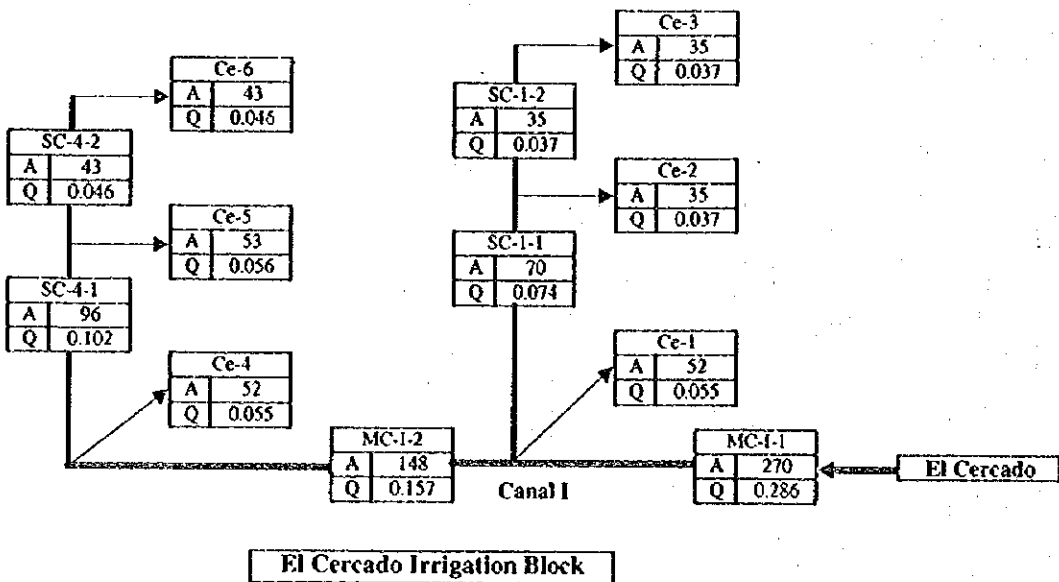 Ce-3
A 35
Q 0.037
Ce-6
A 43
Q 0.046
SC-1-2
A 35
Q 0.037
SC-4-2
A 43
Q 0.046
Ce-2
A 35
Q 0.037
Ce-5
A 53
Q 0.056
SC-1-1
A 70
Q 0.074
SC-4-1
A 96
Q 0.102
Ce-1
A 52
Q 0.055
Ce-4
A 52
Q 0.055
MC-I-2
A 148
Q 0.157
Canal I
MC-I-1
A 270
Q 0.286
El Cercado
El Cercado Irrigation Block